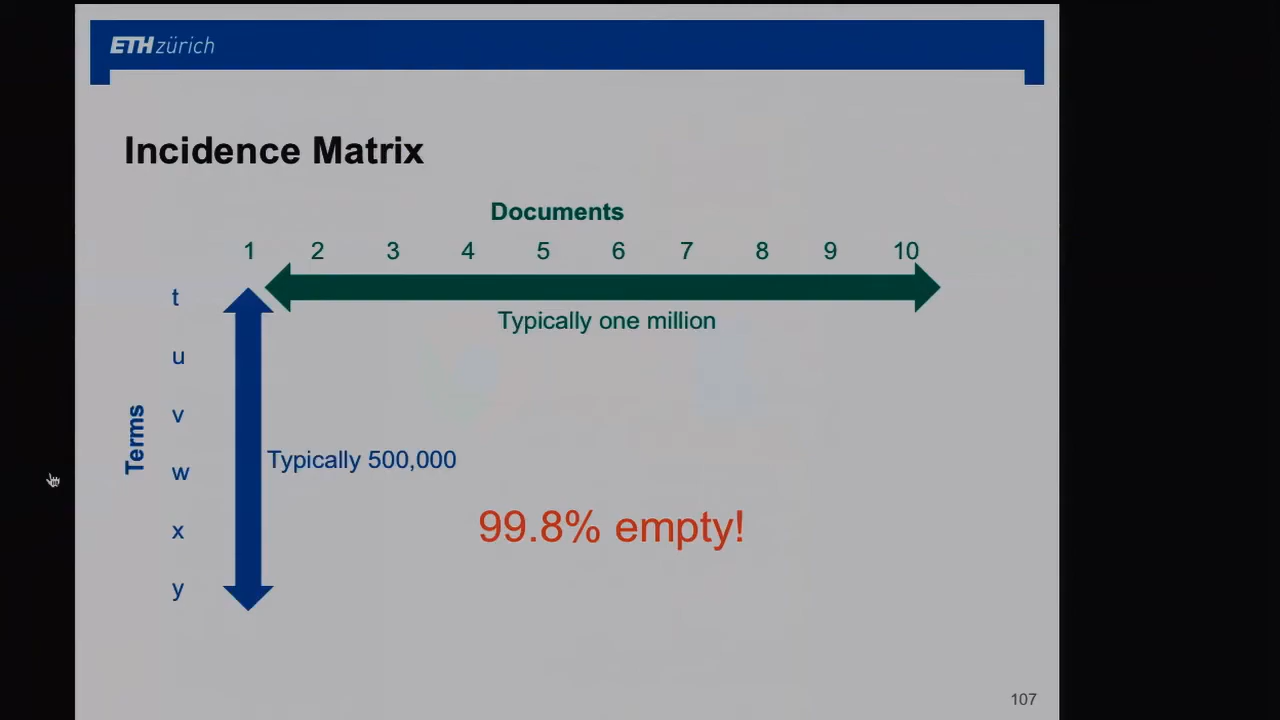 ETH zürich
Incidence Matrix
Documents
1 2 3 4 5 6 7 8 9 10
Typically one million
Terms
t
u
v
w
x
y
Typically 500,000
99.8% empty!
107